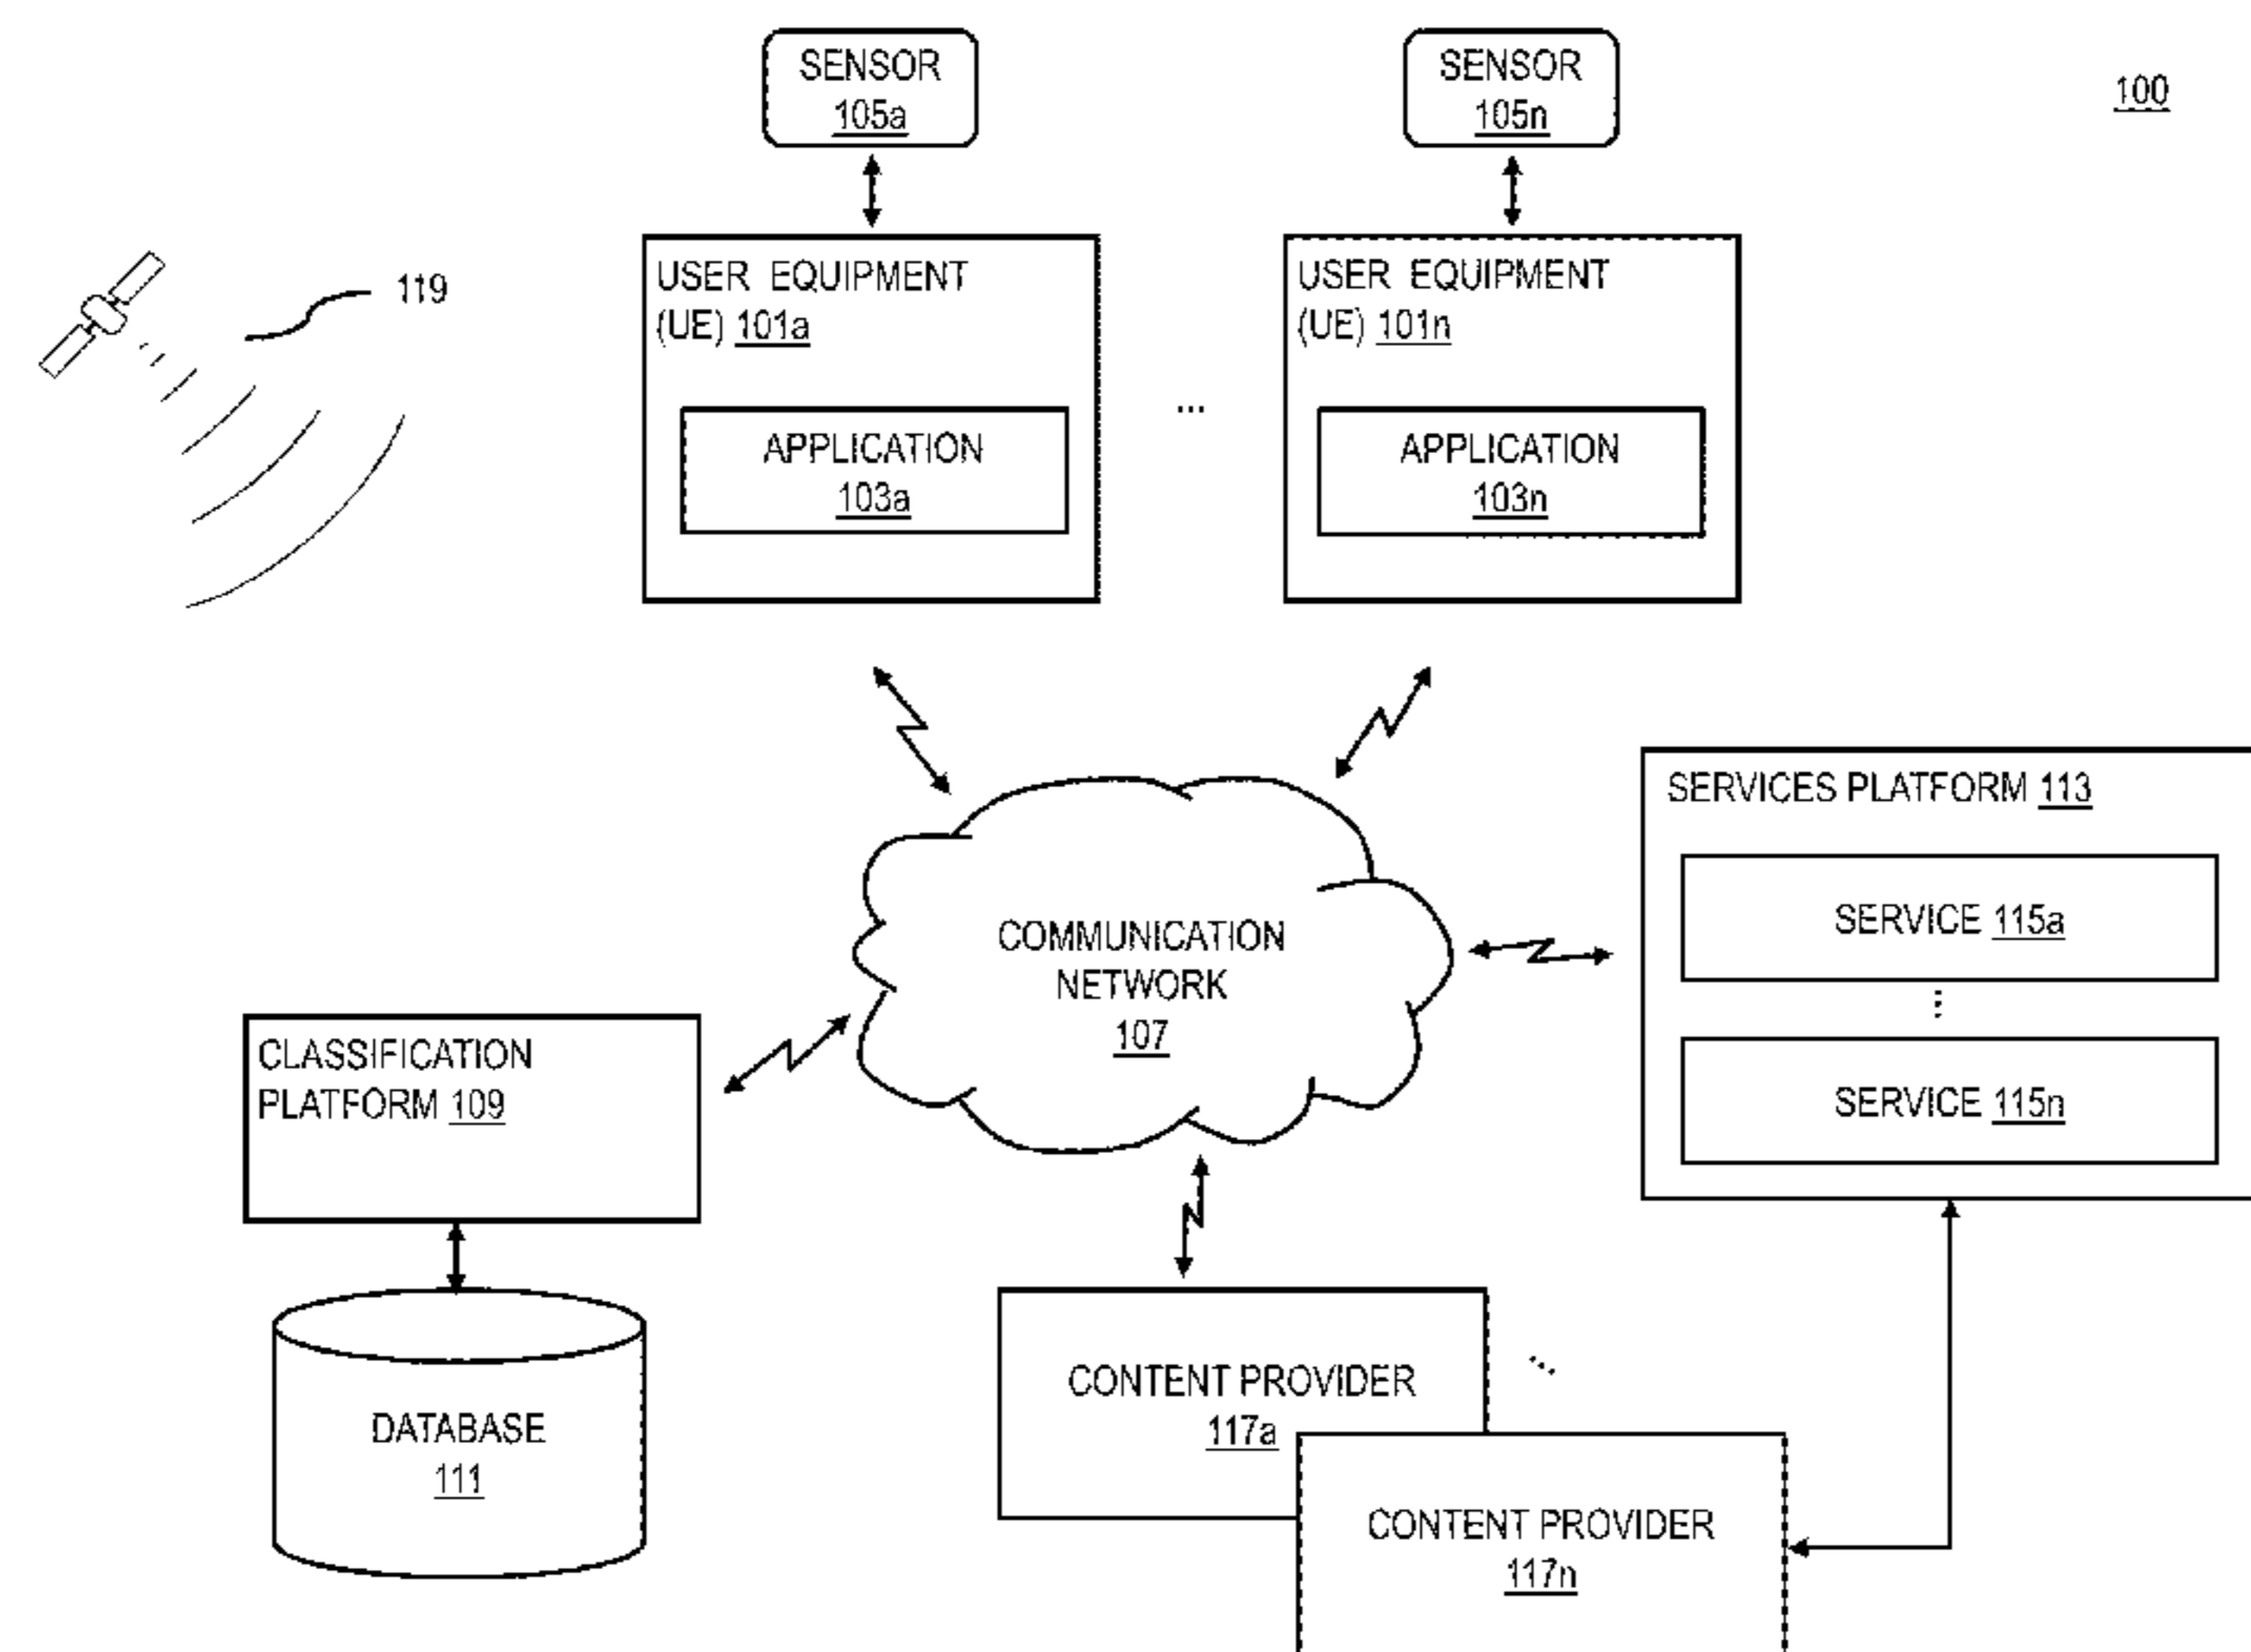 SENSOR
105a
SENSOR
105n
100
119
USER EQUIPMENT
(UE) 101a
USER EQUIPMENT
(UE) 101n
APPLICATION
103a
...
APPLICATION
103n
COMMUNICATION
NETWORK
107
SERVICES PLATFORM 113
SERVICE 115a
...
SERVICE 115n
CLASSIFICATION
PLATFORM 109
DATABASE
111
CONTENT PROVIDER
117a
...
CONTENT PROVIDER
117n